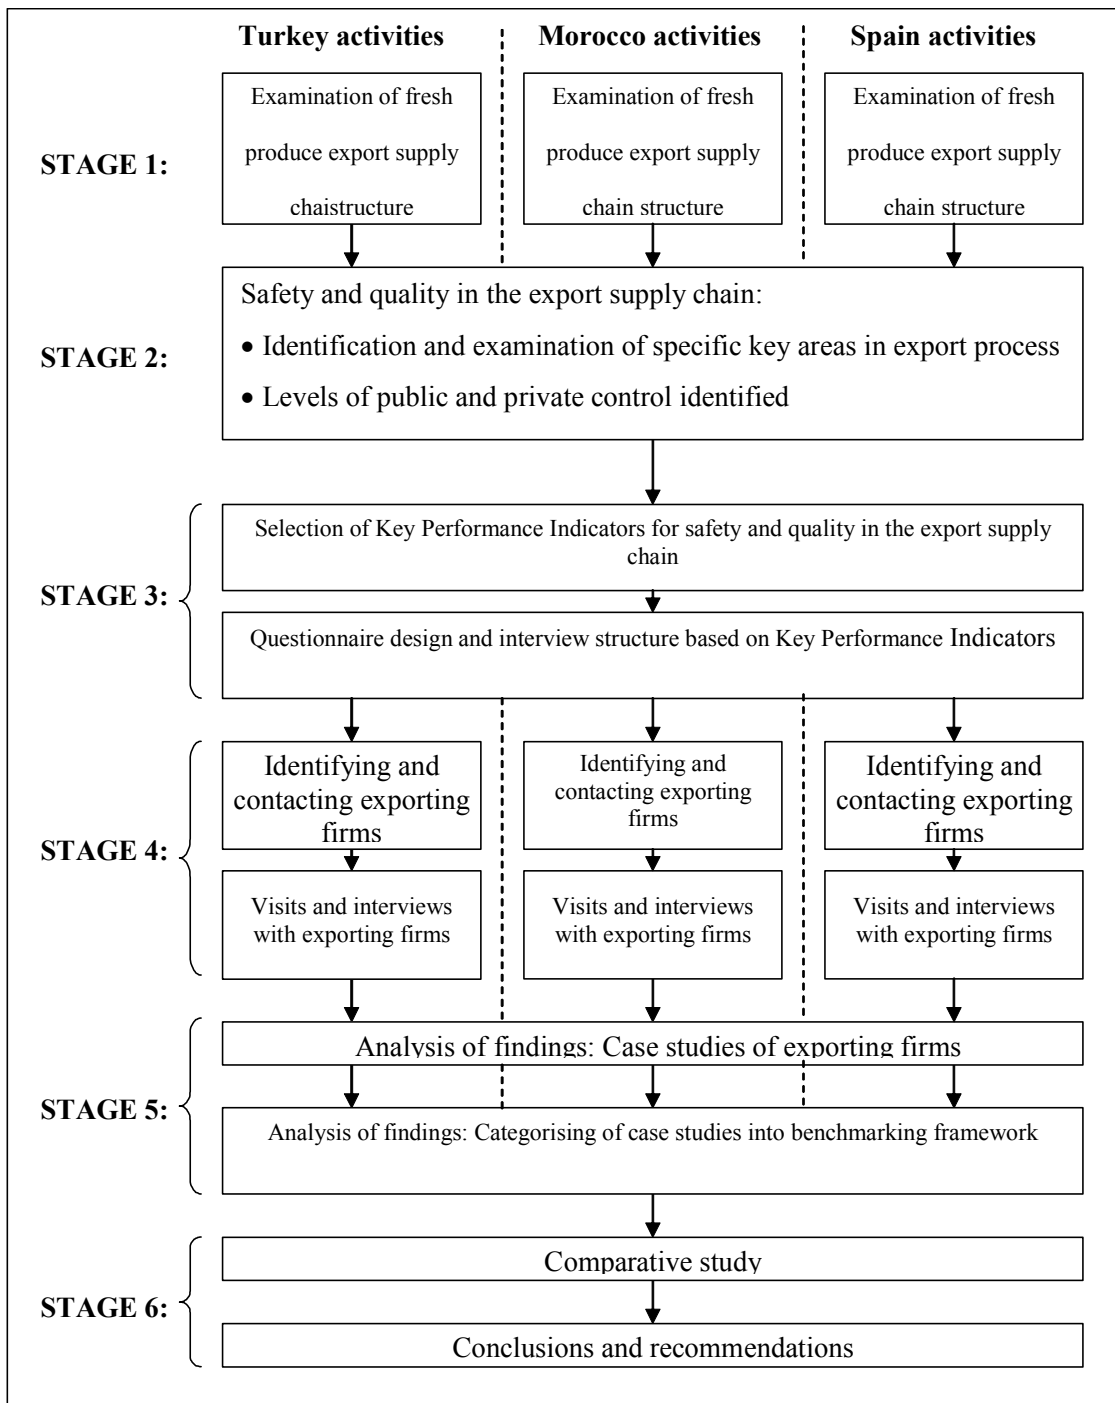 Turkey activities
Morocco activities
Spain activities
STAGE 1:
Examination of fresh
produce export supply
chaistructure
Examination of fresh
produce export supply
chain structure
Examination of fresh
produce export supply
chain structure
STAGE 2:
Safety and quality in the export supply chain:
• Identification and examination of specific key areas in export process
• Levels of public and private control identified
STAGE 3:
Selection of Key Performance Indicators for safety and quality in the export supply
chain
Questionnaire design and interview structure based on Key Performance Indicators
STAGE 4:
Identifying and
contacting exporting
firms
Identifying and
contacting exporting
firms
Identifying and
contacting exporting
firms
Visits and interviews
with exporting firms
Visits and interviews
with exporting firms
Visits and interviews
with exporting firms
STAGE 5:
Analysis of findings: Case studies of exporting firms
Analysis of findings: Categorising of case studies into benchmarking framework
STAGE 6:
Comparative study
Conclusions and recommendations